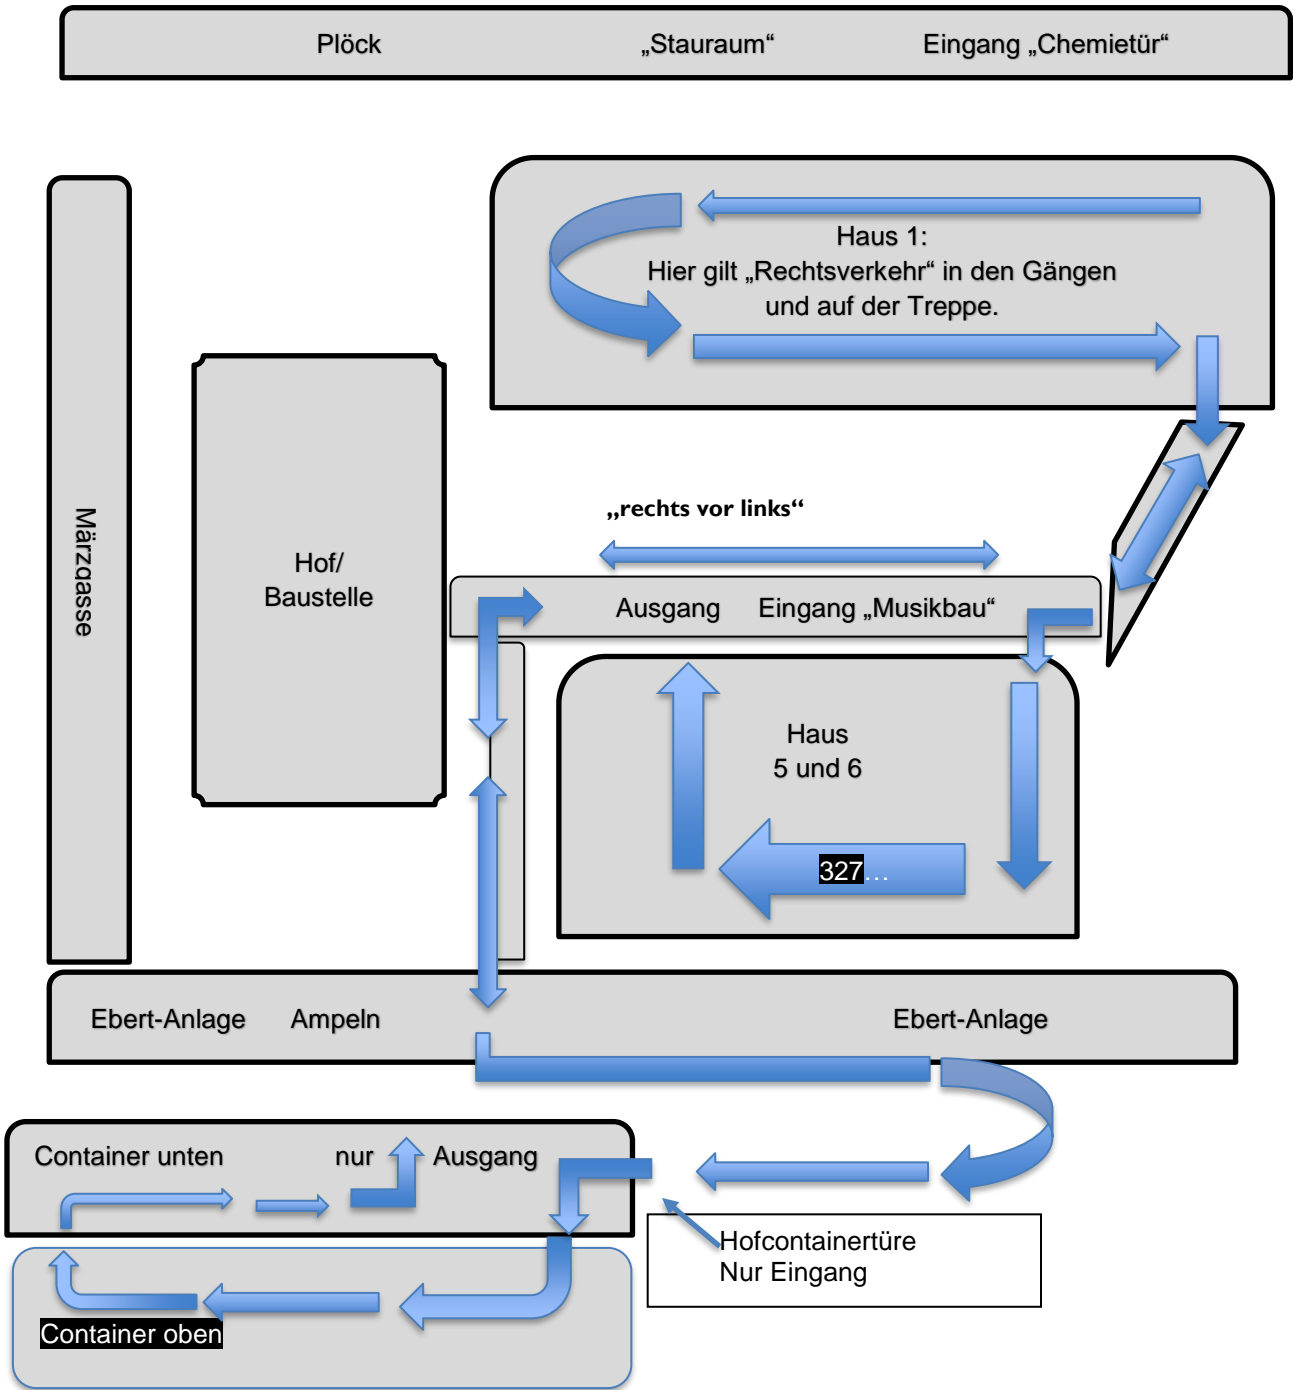 Plöck „Stauraum“ Eingang „Chemietür“
Haus 1:
Hier gilt „Rechtsverkehr“ in den Gängen
und auf der Treppe.
Märzgasse
„rechts vor links“
Hof/
Baustelle
Ausgang Eingang „Musikbau“
Haus
5 und 6
327…
Ebert-Anlage Ampeln Ebert-Anlage
Container unten nur Ausgang
Hofcontainertüre
Nur Eingang
Container oben